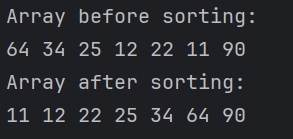 Array before sorting:
64 34 25 12 22 11 90
Array after sorting:
11 12 22 25 34 64 90